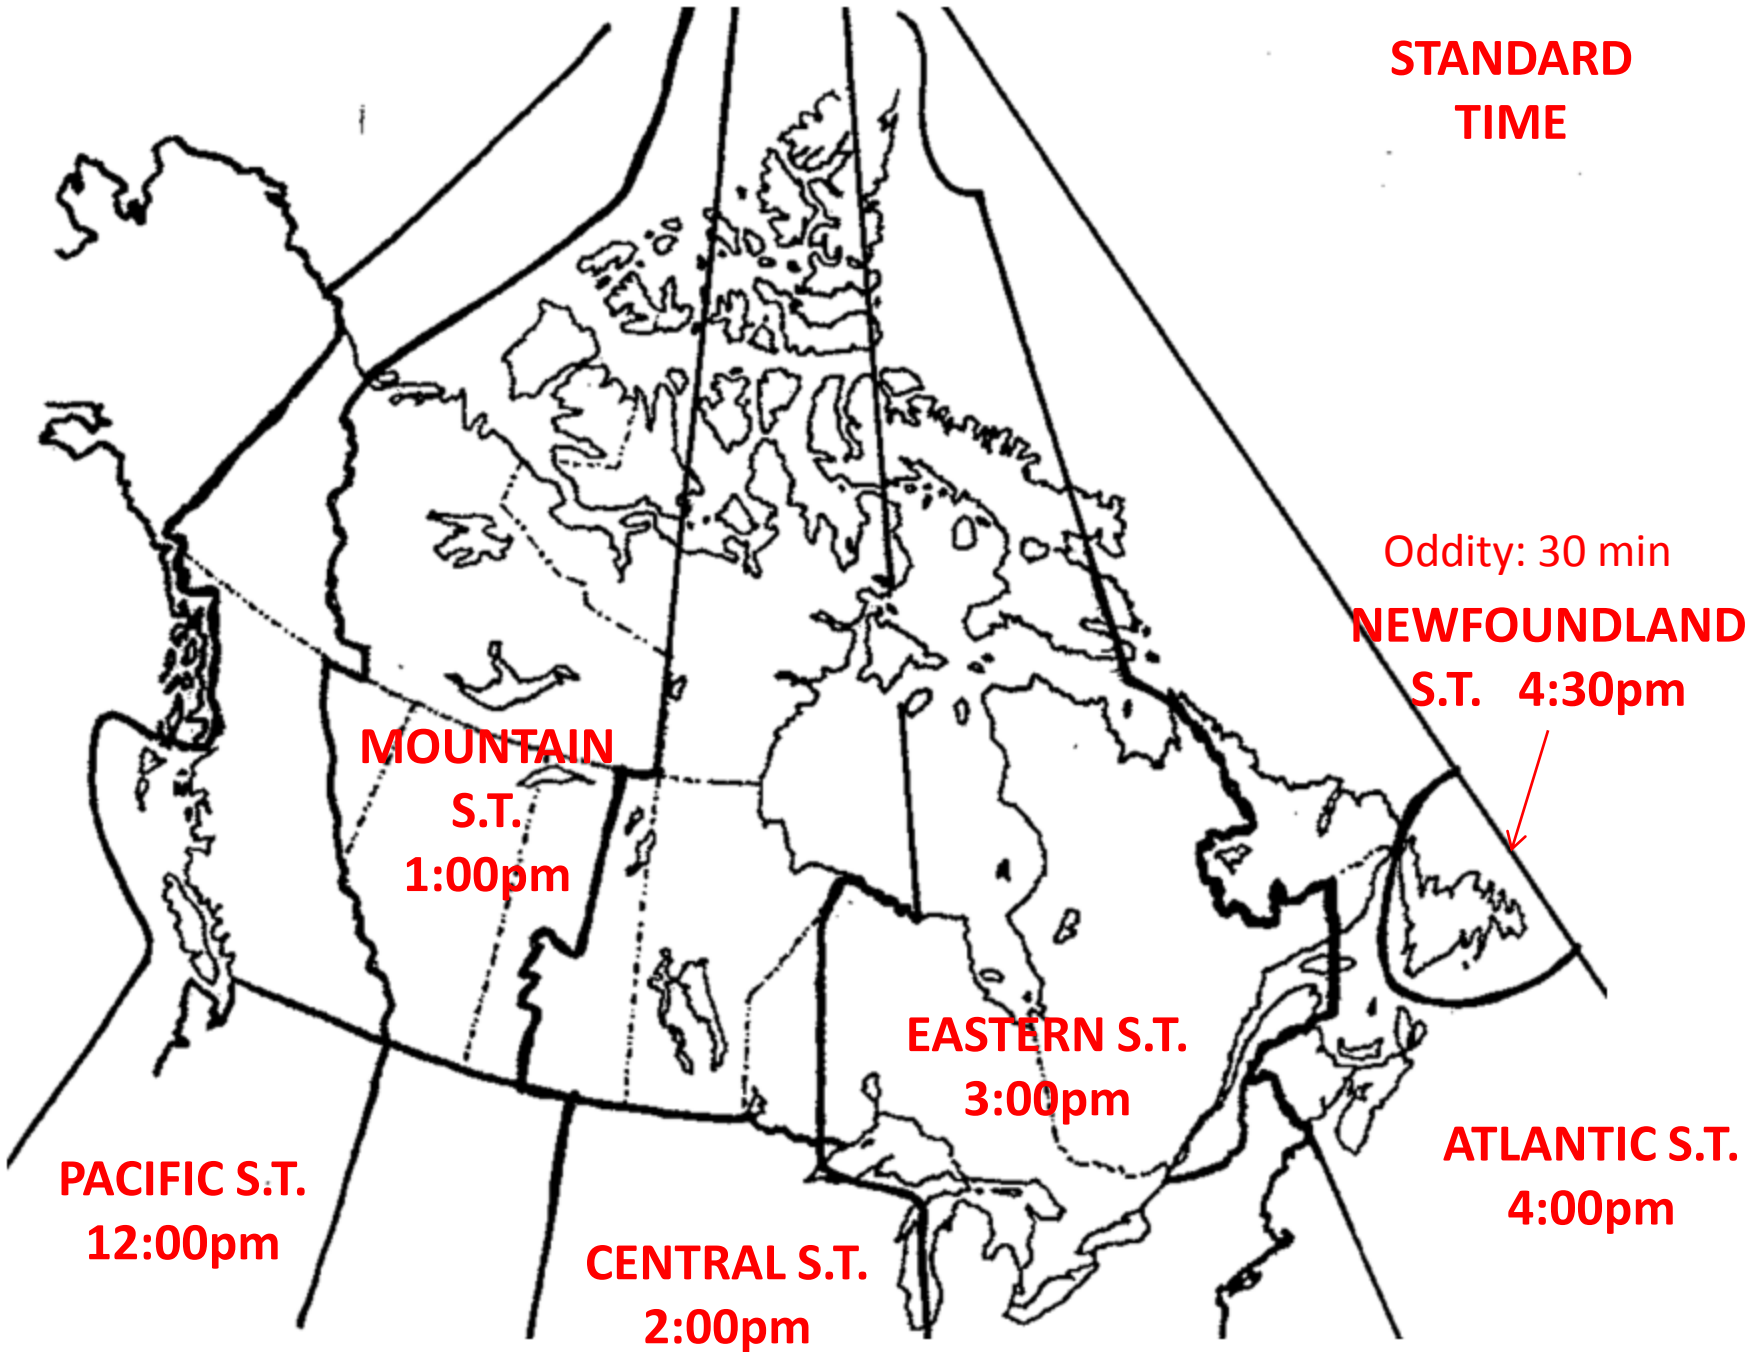 STANDARD
TIME
Oddity: 30 min
NEWFOUNDLAND
S.T. 4:30pm
MOUNTAIN
S.T.
1:00pm
EASTERN S.T.
3:00pm
ATLANTIC S.T.
4:00pm
PACIFIC S.T.
12:00pm
CENTRAL S.T.
2:00pm